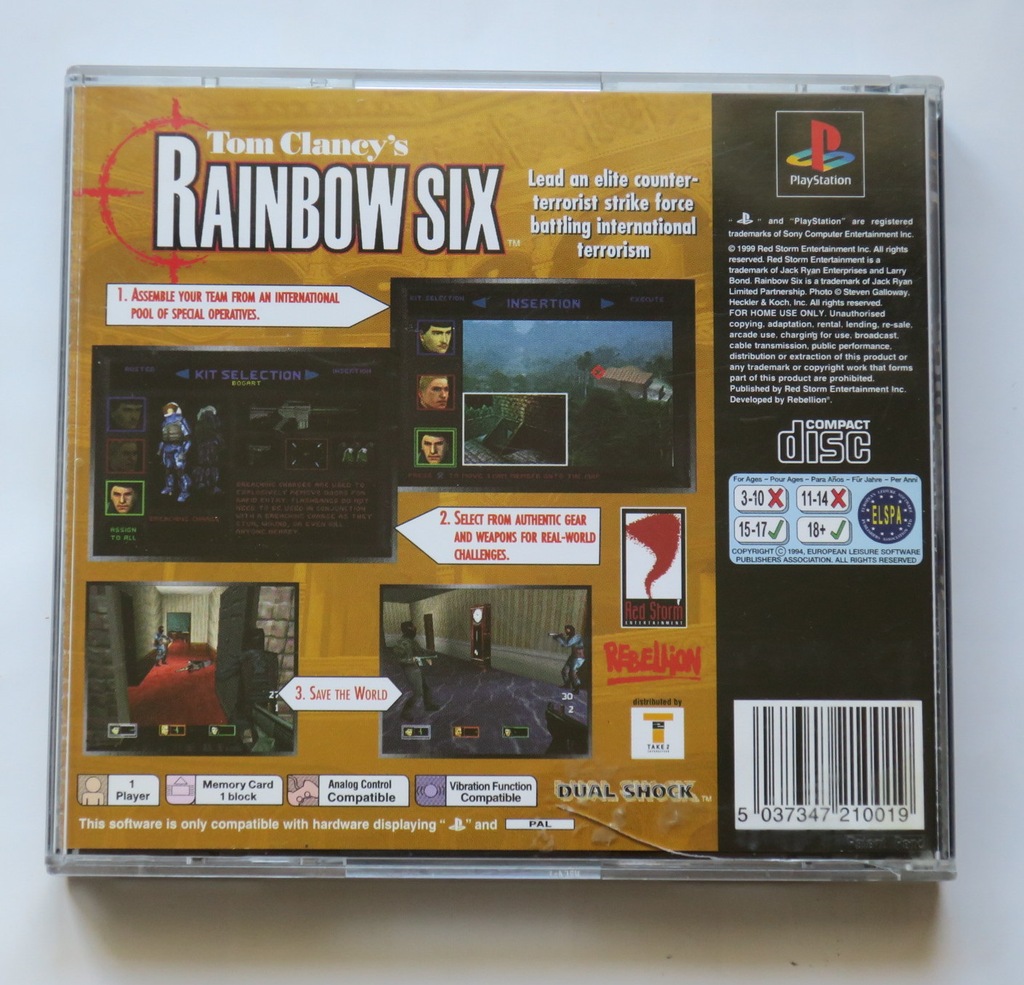 Tom Clancy's
RAINBOW SIX™
Lead an elite counter-
terrorist strike force
battling international
terrorism
1. ASSEMBLE YOUR TEAM FROM AN INTERNATIONAL
POOL OF SPECIAL OPERATIVES.
KIT SELECTION
INSERTION
EXECUTE
KIT SELECTION
INSERTION
BOGART
BREACHING CHARGES ARE USED TO
ASSIGN
TO ALL
2. SELECT FROM AUTHENTIC GEAR
AND WEAPONS FOR REAL-WORLD
CHALLENGES.
3. SAVE THE WORLD
30
2
Red Storm
ENTERTAINMENT
REBELLION
distributed by
T
TAKE 2
INTERACTIVE
1
Player
Memory Card
1 block
Analog Control
Compatible
Vibration Function
Compatible
DUAL SHOCK™
This software is only compatible with hardware displaying " " and PAL
PlayStation
" " and "PlayStation" are registered
trademarks of Sony Computer Entertainment Inc.
© 1999 Red Storm Entertainment Inc. All rights
reserved. Red Storm Entertainment is a
trademark of Jack Ryan Enterprises and Larry
Bond. Rainbow Six is a trademark of Jack Ryan
Limited Partnership. Photo © Steven Galloway,
Heckler & Koch, Inc. All rights reserved.
FOR HOME USE ONLY. Unauthorised
copying, adaptation, rental, lending, re-sale,
arcade use, charging for use, broadcast,
cable transmission, public performance,
distribution or extraction of this product or
any trademark or copyright work that forms
part of this product are prohibited.
Published by Red Storm Entertainment Inc.
Developed by Rebellion®.
COMPACT
disc
For Ages - Pour Ages - Para Años - Für Jahre - Per Anni
3-10 11-14
15-17 18+
ELSPA
COPYRIGHT © 1994, EUROPEAN LEISURE SOFTWARE
PUBLISHERS ASSOCIATION. ALL RIGHTS RESERVED
5 037347 210019